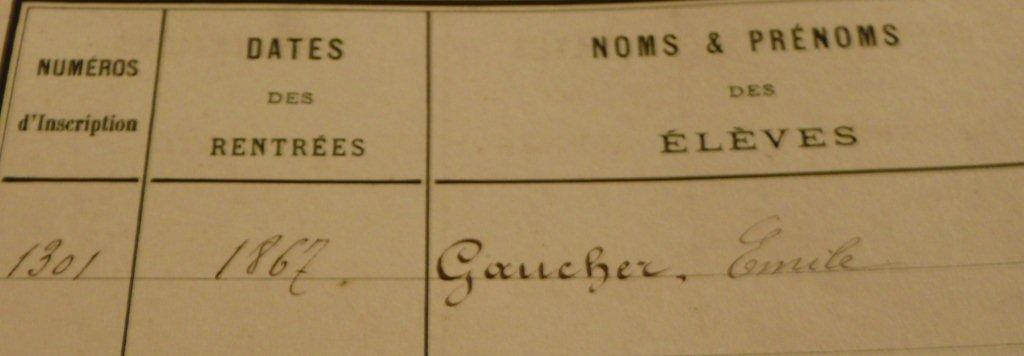 NUMÉROS
d'Inscription
DATES
DES
RENTRÉES
NOMS & PRÉNOMS
DES
ÉLÈVES
1301
1867.
Gaucher, Emile